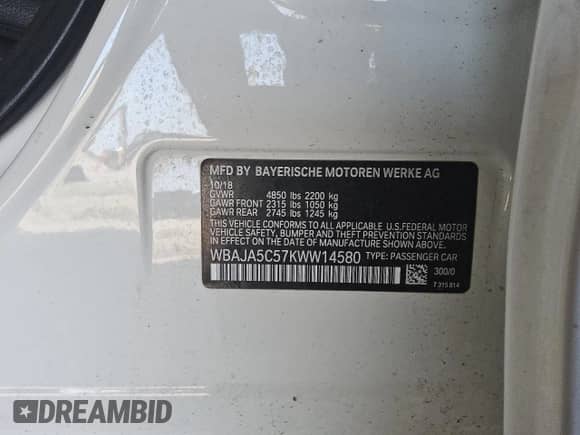 MFD BY BAYERISCHE MOTOREN WERKE AG
10/18
GVWR 4850 lbs 2200 kg
GAWR FRONT 2315 lbs 1050 kg
GAWR REAR 2745 lbs 1245 kg
THIS VEHICLE CONFORMS TO ALL APPLICABLE U.S.FEDERAL MOTOR
VEHICLE SAFETY, BUMPER AND THEFT PREVENTION STANDARDS
IN EFFECT ON THE DATE OF MANUFACTURE SHOWN ABOVE.
WBAJA5C57KWW14580 TYPE: PASSENGER CAR
300/0
T 315 814
DREAMBID